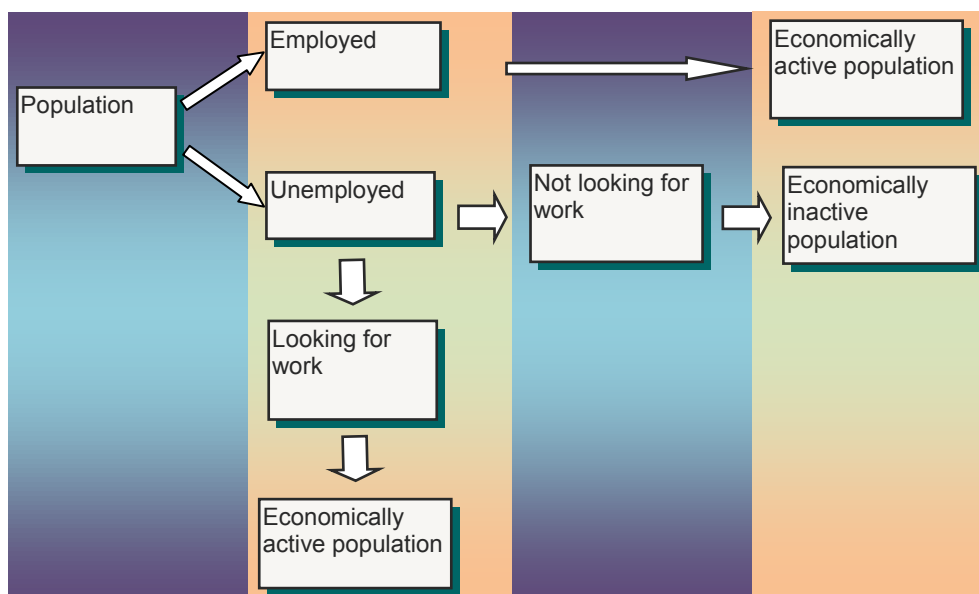 Population
Employed
Economically
active population
Unemployed
Not looking for
work
Economically
inactive
population
Looking for
work
Economically
active population